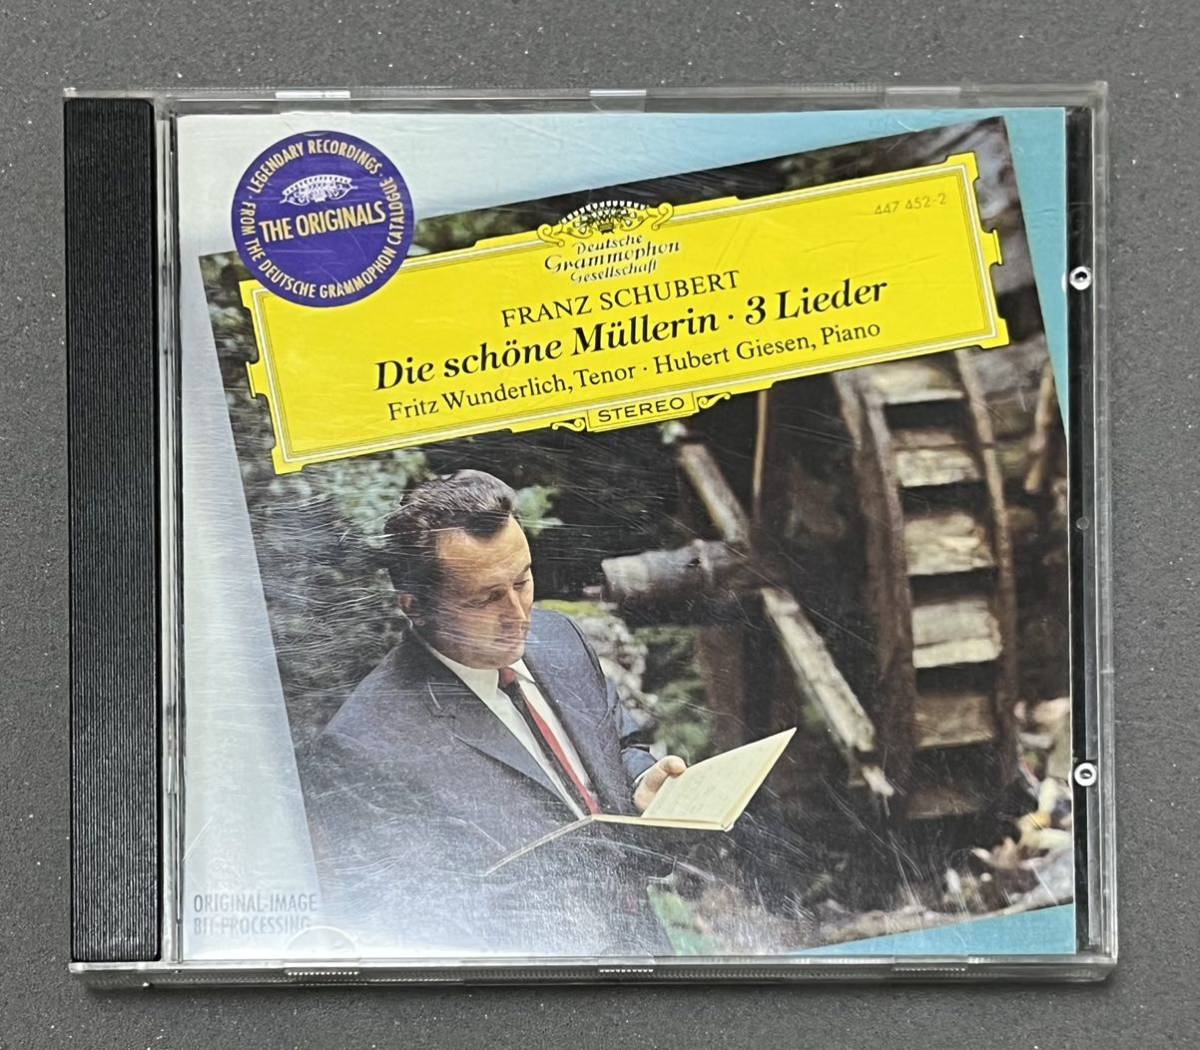 LEGENDARY RECORDINGS
THE ORIGINALS
FROM THE DEUTSCHE GRAMMOPHON CATALOGUE
447 452-2
Deutsche
Grammophon
Gesellschaft
FRANZ SCHUBERT
Die schöne Müllerin · 3 Lieder
Fritz Wunderlich, Tenor · Hubert Giesen, Piano
STEREO
ORIGINAL-IMAGE
BIT-PROCESSING